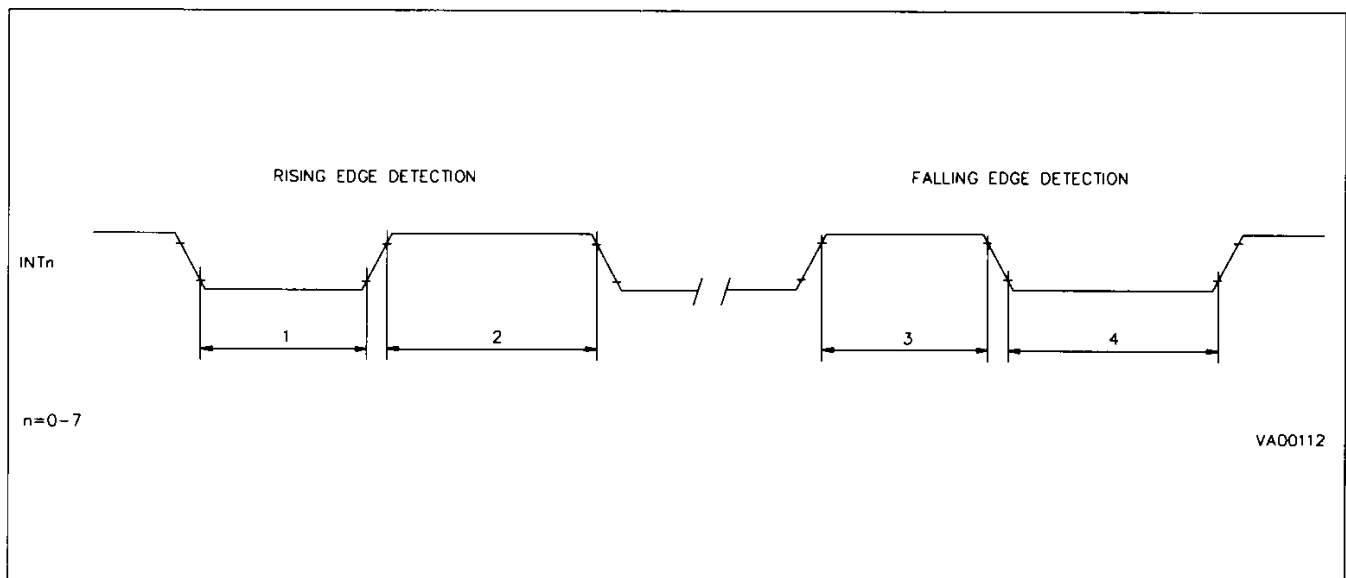 RISING EDGE DETECTION
FALLING EDGE DETECTION
INTn
1
2
3
4
n=0-7
VA00112